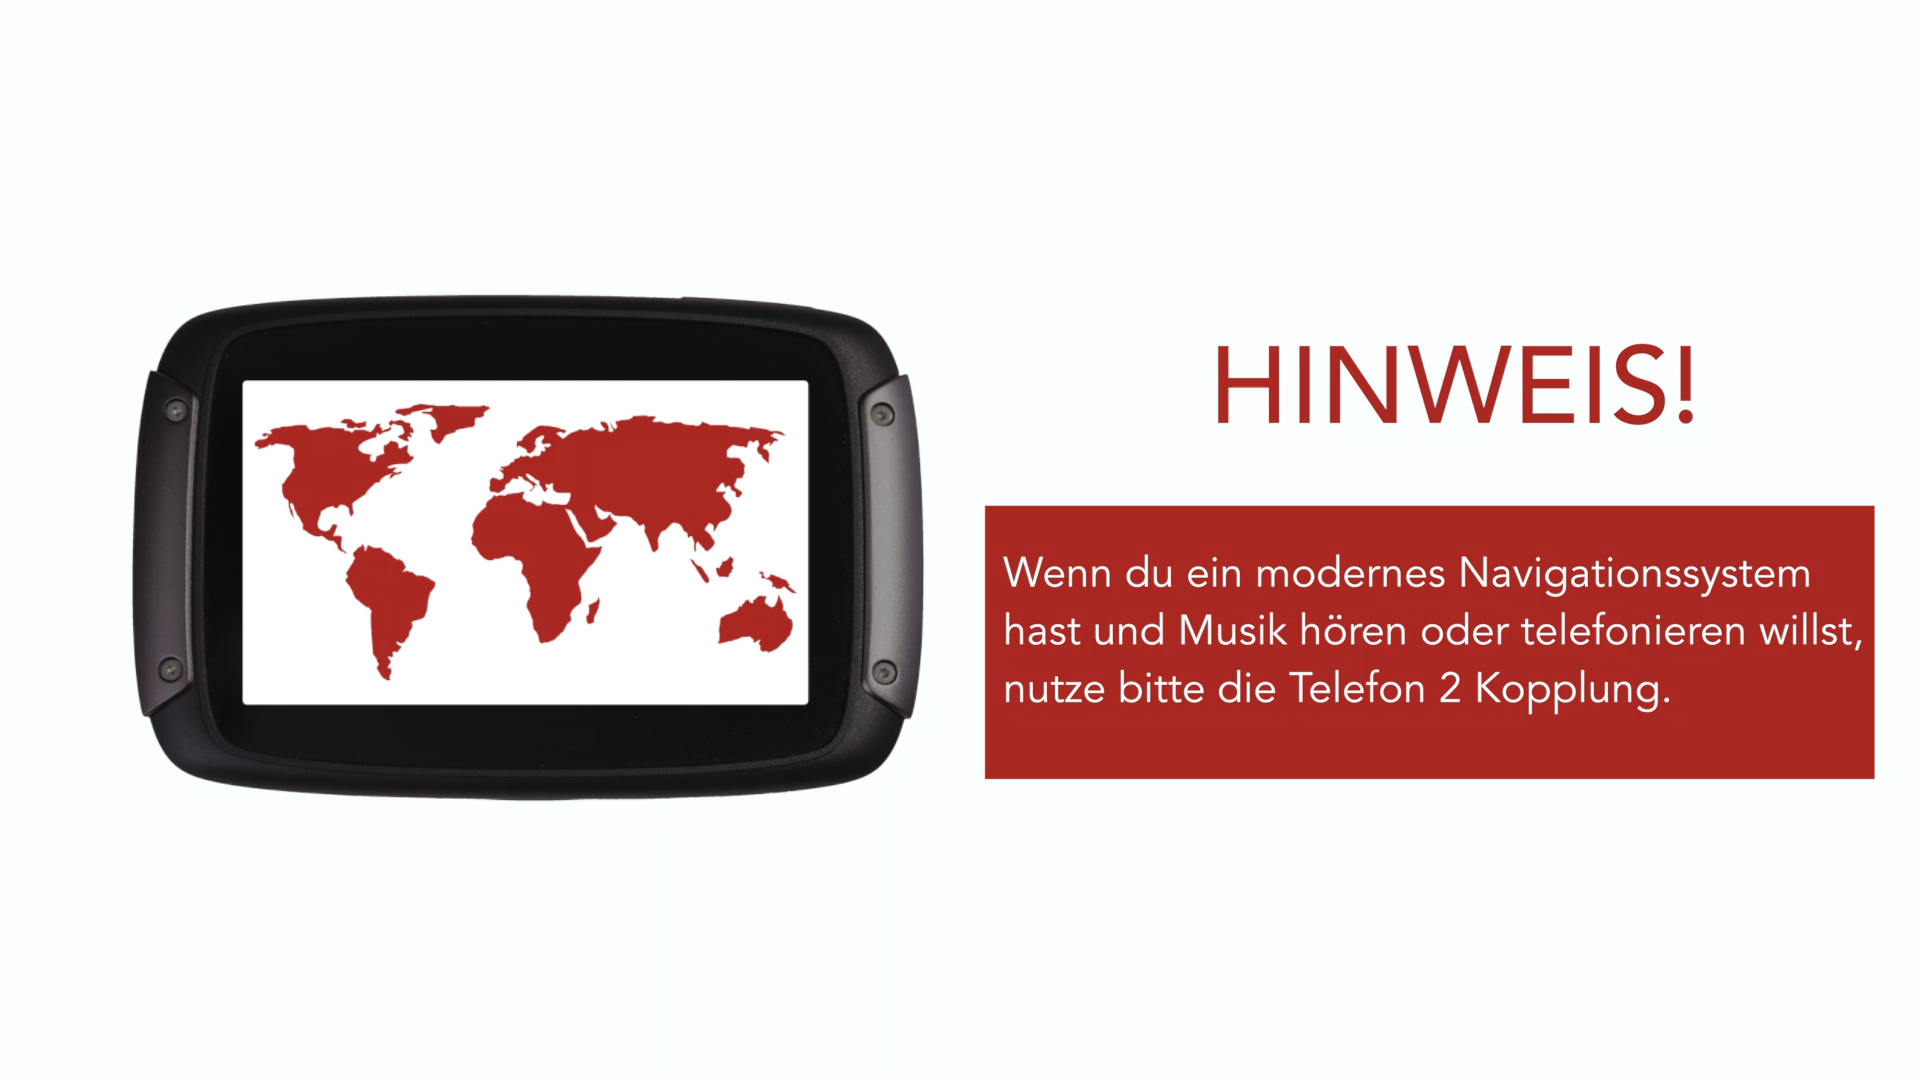 HINWEIS!
Wenn du ein modernes Navigationssystem
hast und Musik hören oder telefonieren willst,
nutze bitte die Telefon 2 Kopplung.